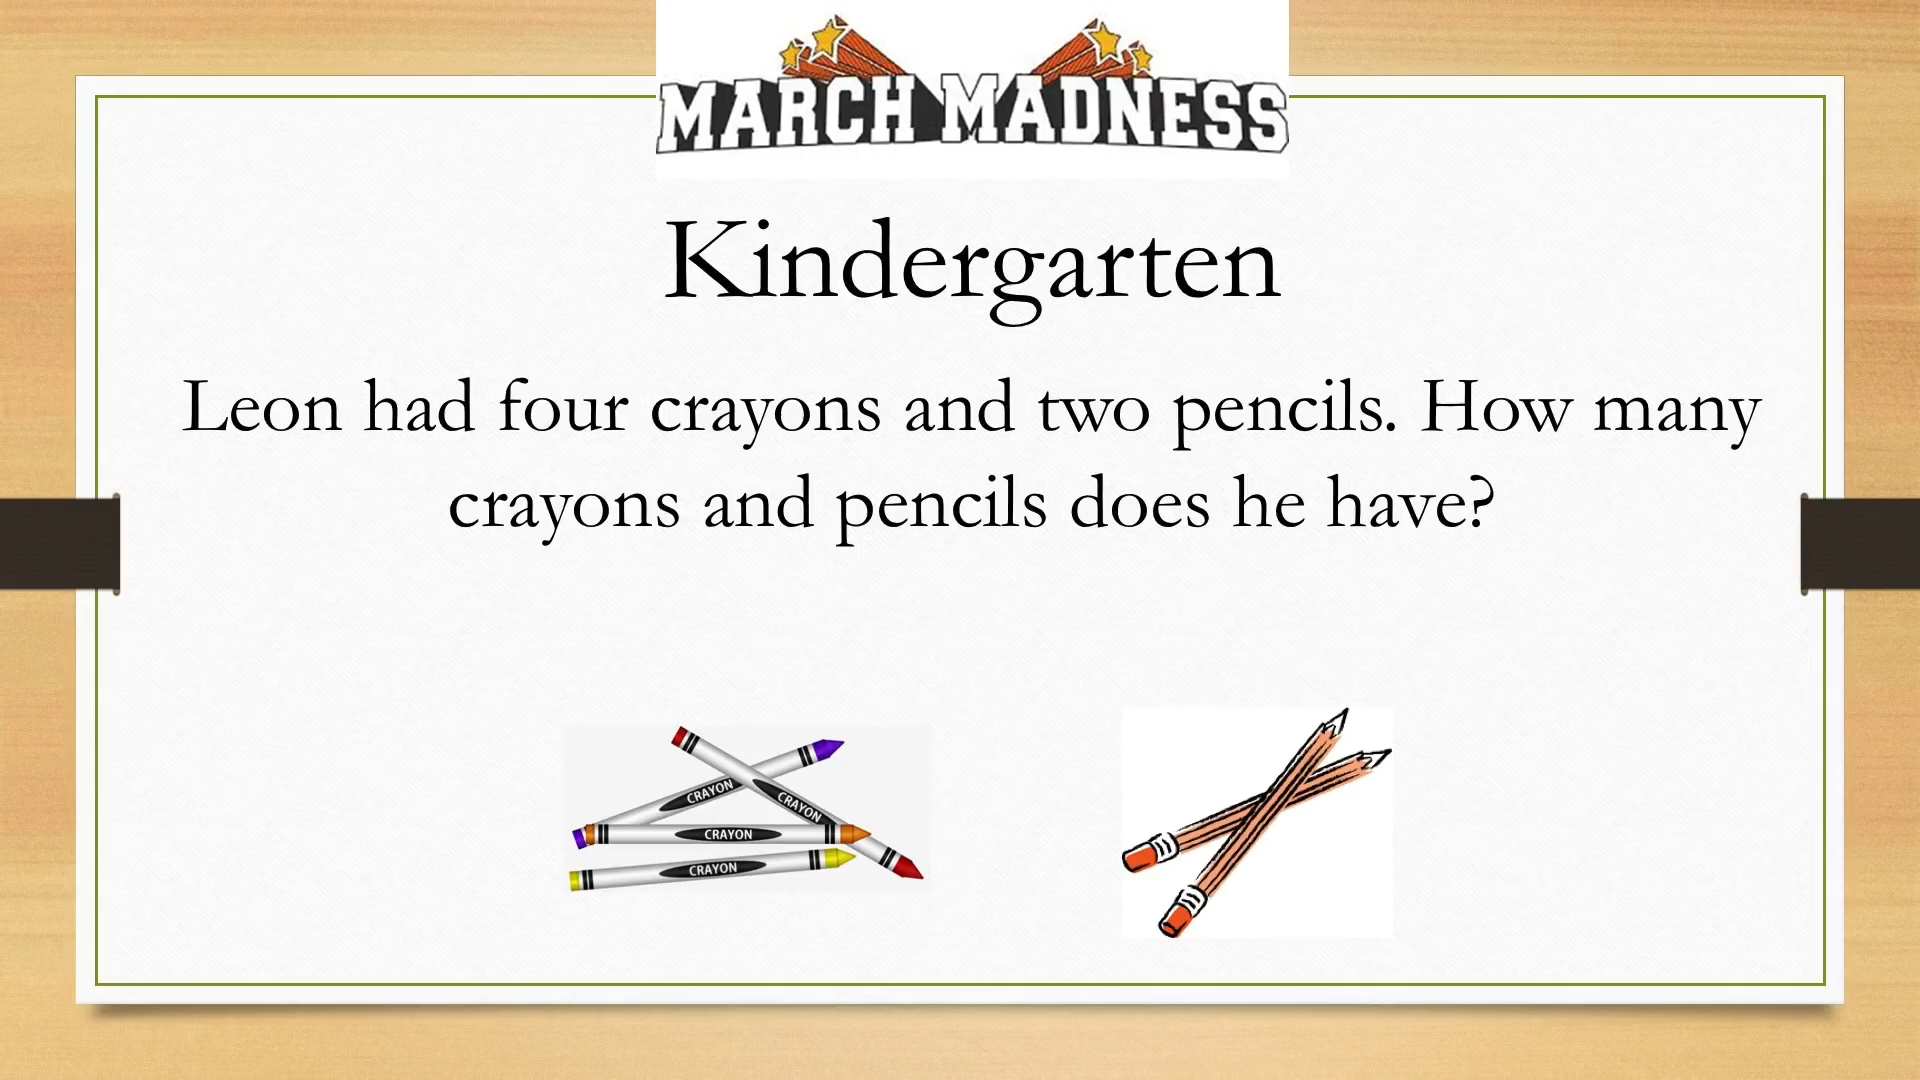 MARCH MADNESS
Kindergarten
Leon had four crayons and two pencils. How many
crayons and pencils does he have?
CRAYON
CRAYON
CRAYON
CRAYON